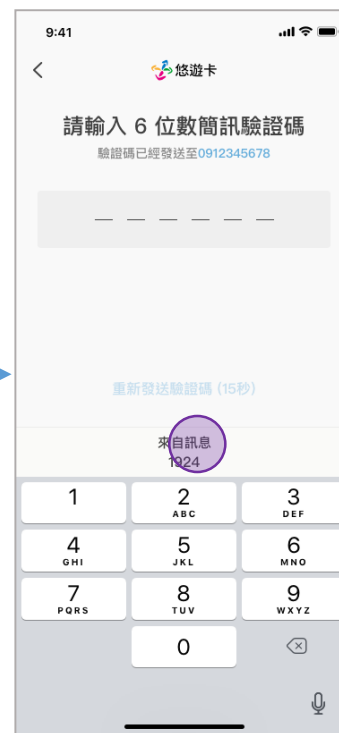 9:41
悠遊卡
請輸入 6 位數簡訊驗證碼
驗證碼已經發送至0912345678
重新發送驗證碼 (15秒)
來自訊息
1924
1
2
ABC
3
DEF
4
GHI
5
JKL
6
MNO
7
PQRS
8
TUV
9
WXYZ
0